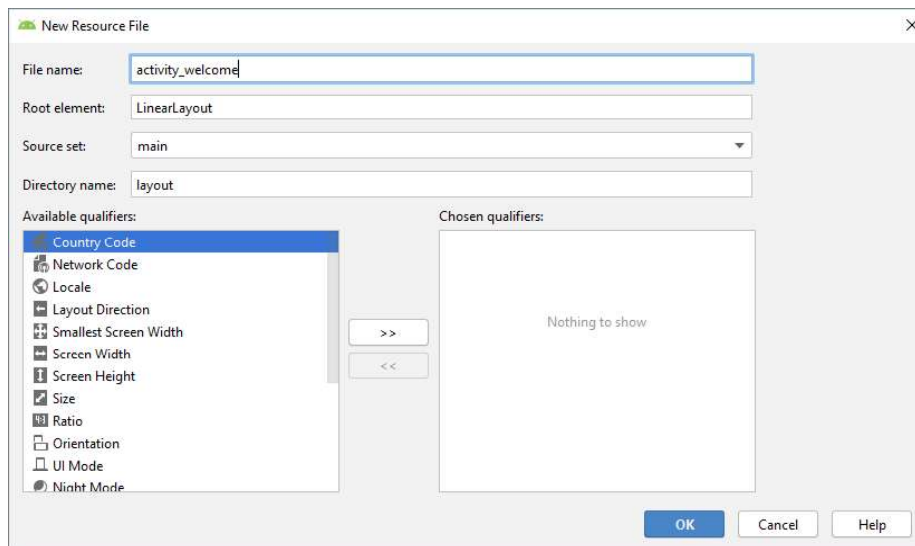 New Resource File
File name: activity_welcome
Root element: LinearLayout
Source set: main
Directory name: layout
Available qualifiers: Chosen qualifiers:
Country Code
Network Code
Locale
Layout Direction
Smallest Screen Width
Screen Width
Screen Height
Size
Ratio
Orientation
UI Mode
Night Mode
>>
<<
Nothing to show
OK Cancel Help